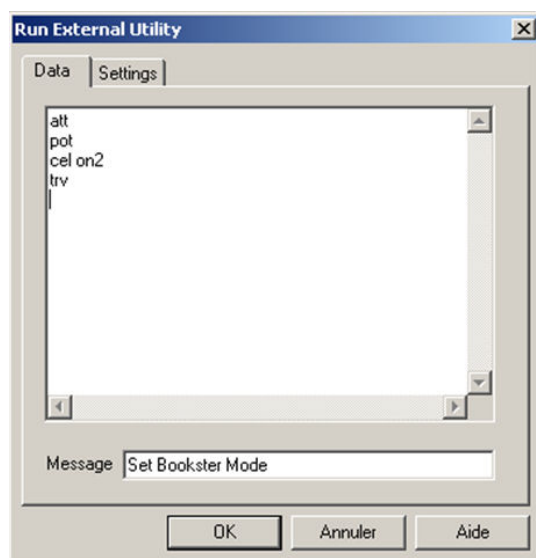 Run External Utility
Data Settings
att
pot
cel on2
trv
Message Set Bookster Mode
OK Annuler Aide